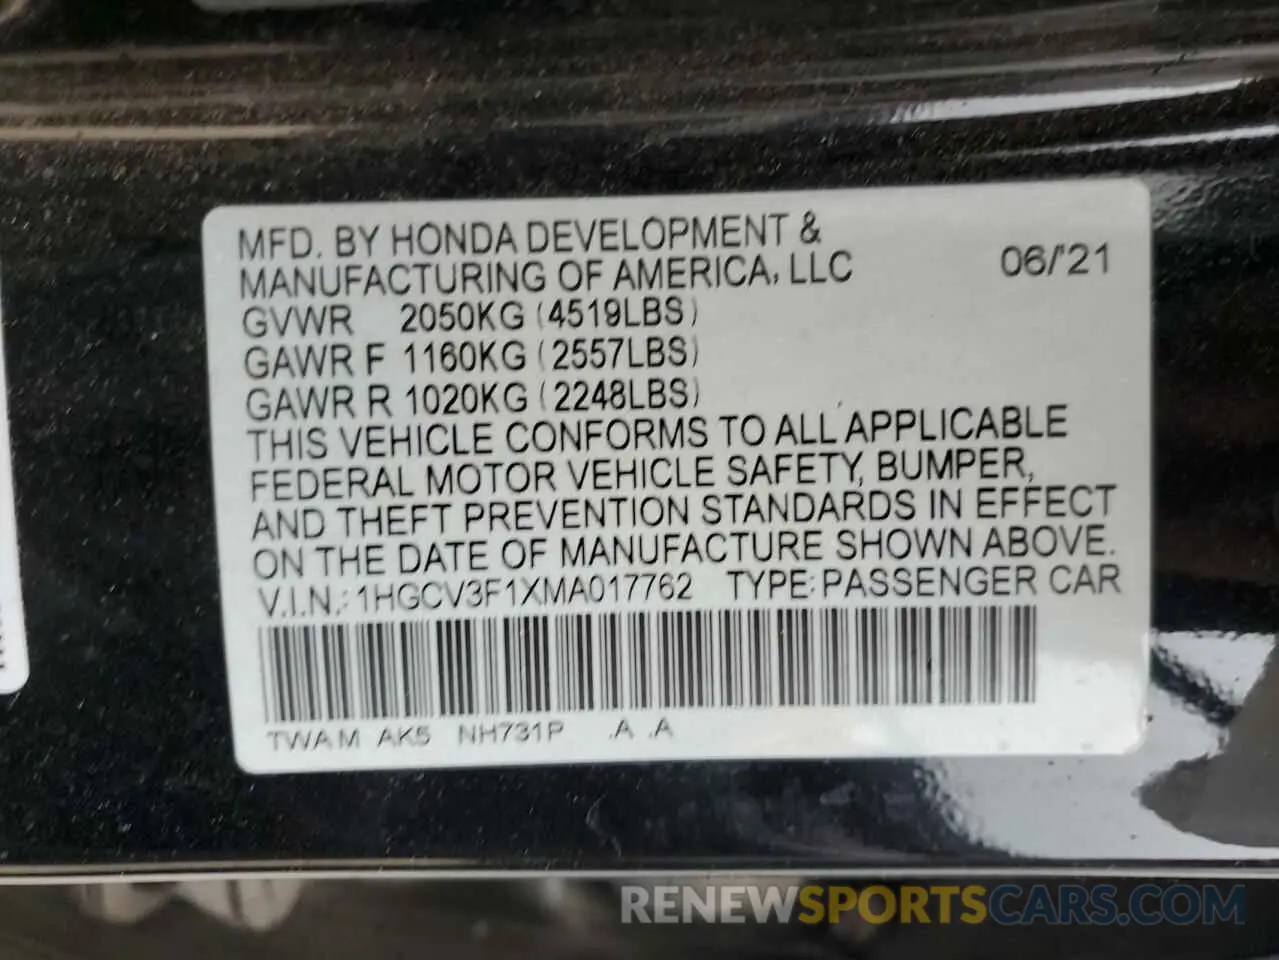 MFD. BY HONDA DEVELOPMENT &
MANUFACTURING OF AMERICA, LLC 06/'21
GVWR 2050KG (4519LBS)
GAWR F 1160KG (2557LBS)
GAWR R 1020KG (2248LBS)
THIS VEHICLE CONFORMS TO ALL APPLICABLE
FEDERAL MOTOR VEHICLE SAFETY, BUMPER,
AND THEFT PREVENTION STANDARDS IN EFFECT
ON THE DATE OF MANUFACTURE SHOWN ABOVE.
V.I.N.: 1HGCV3F1XMA017762 TYPE: PASSENGER CAR
TWAM AK5 NH731P .A .A
RENEWSPORTSCARS.COM